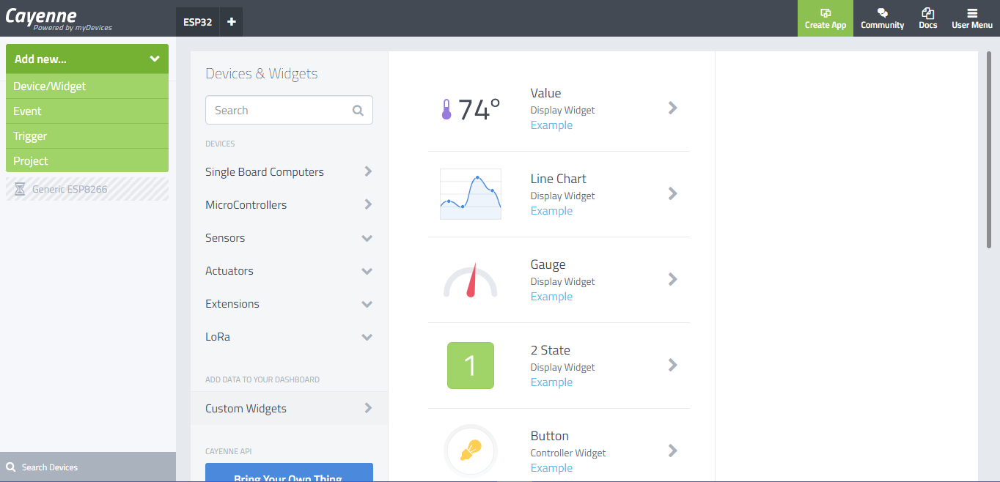 Cayenne
Powered by myDevices
ESP32
Create App
Community
Docs
User Menu
Add new...
Device/Widget
Event
Trigger
Project
Generic ESP8266
Search Devices
Devices & Widgets
Search
DEVICES
Single Board Computers
MicroControllers
Sensors
Actuators
Extensions
LoRa
ADD DATA TO YOUR DASHBOARD
Custom Widgets
CAYENNE API
Bring Your Own Thing
74°
Value
Display Widget
Example
Line Chart
Display Widget
Example
Gauge
Display Widget
Example
1
2 State
Display Widget
Example
Button
Controller Widget
Example